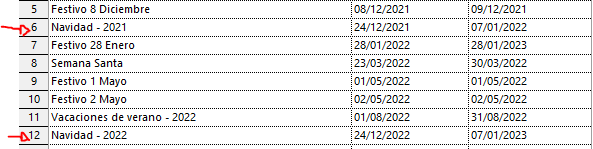 5 Festivo 8 Diciembre 08/12/2021 09/12/2021
6 Navidad - 2021 24/12/2021 07/01/2022
7 Festivo 28 Enero 28/01/2022 28/01/2023
8 Semana Santa 23/03/2022 30/03/2022
9 Festivo 1 Mayo 01/05/2022 01/05/2022
10 Festivo 2 Mayo 02/05/2022 02/05/2022
11 Vacaciones de verano - 2022 01/08/2022 31/08/2022
12 Navidad - 2022 24/12/2022 07/01/2023